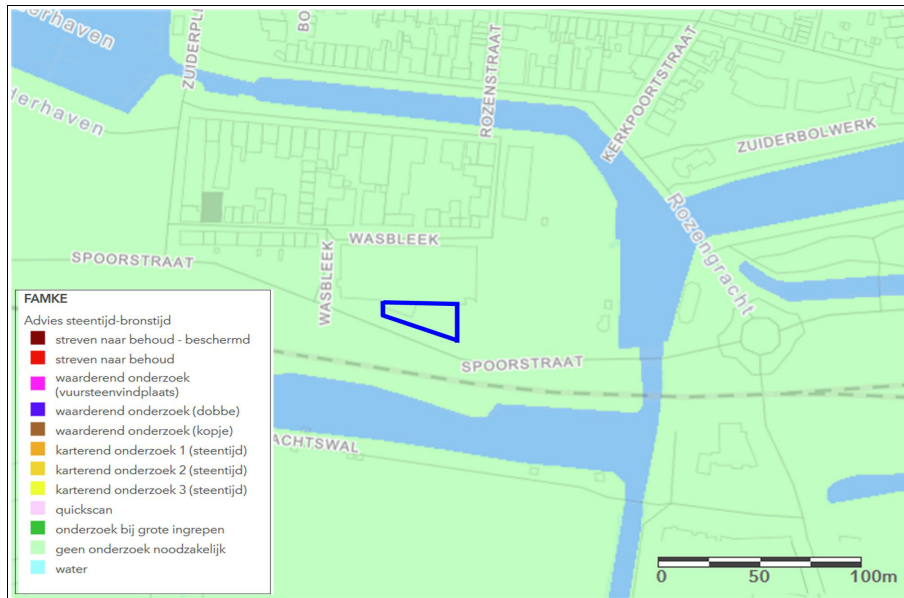 derhaven
derhaven
ZUIDERPL
BO
ROZENSTRAAT
KERKPOORTSTRAAT
ZUIDERBOLWERK
Rozengracht
WASBLEEK
WASBLEEK
SPOORSTRAAT
SPOORSTRAAT
ACHTSWAL
FAMKE
Advies steentijd-bronstijd
streven naar behoud - beschermd
streven naar behoud
waarderend onderzoek
(vuursteenvindplaats)
waarderend onderzoek (dobbe)
waarderend onderzoek (kopje)
karterend onderzoek 1 (steentijd)
karterend onderzoek 2 (steentijd)
karterend onderzoek 3 (steentijd)
quickscan
onderzoek bij grote ingrepen
geen onderzoek noodzakelijk
water
0 50 100m